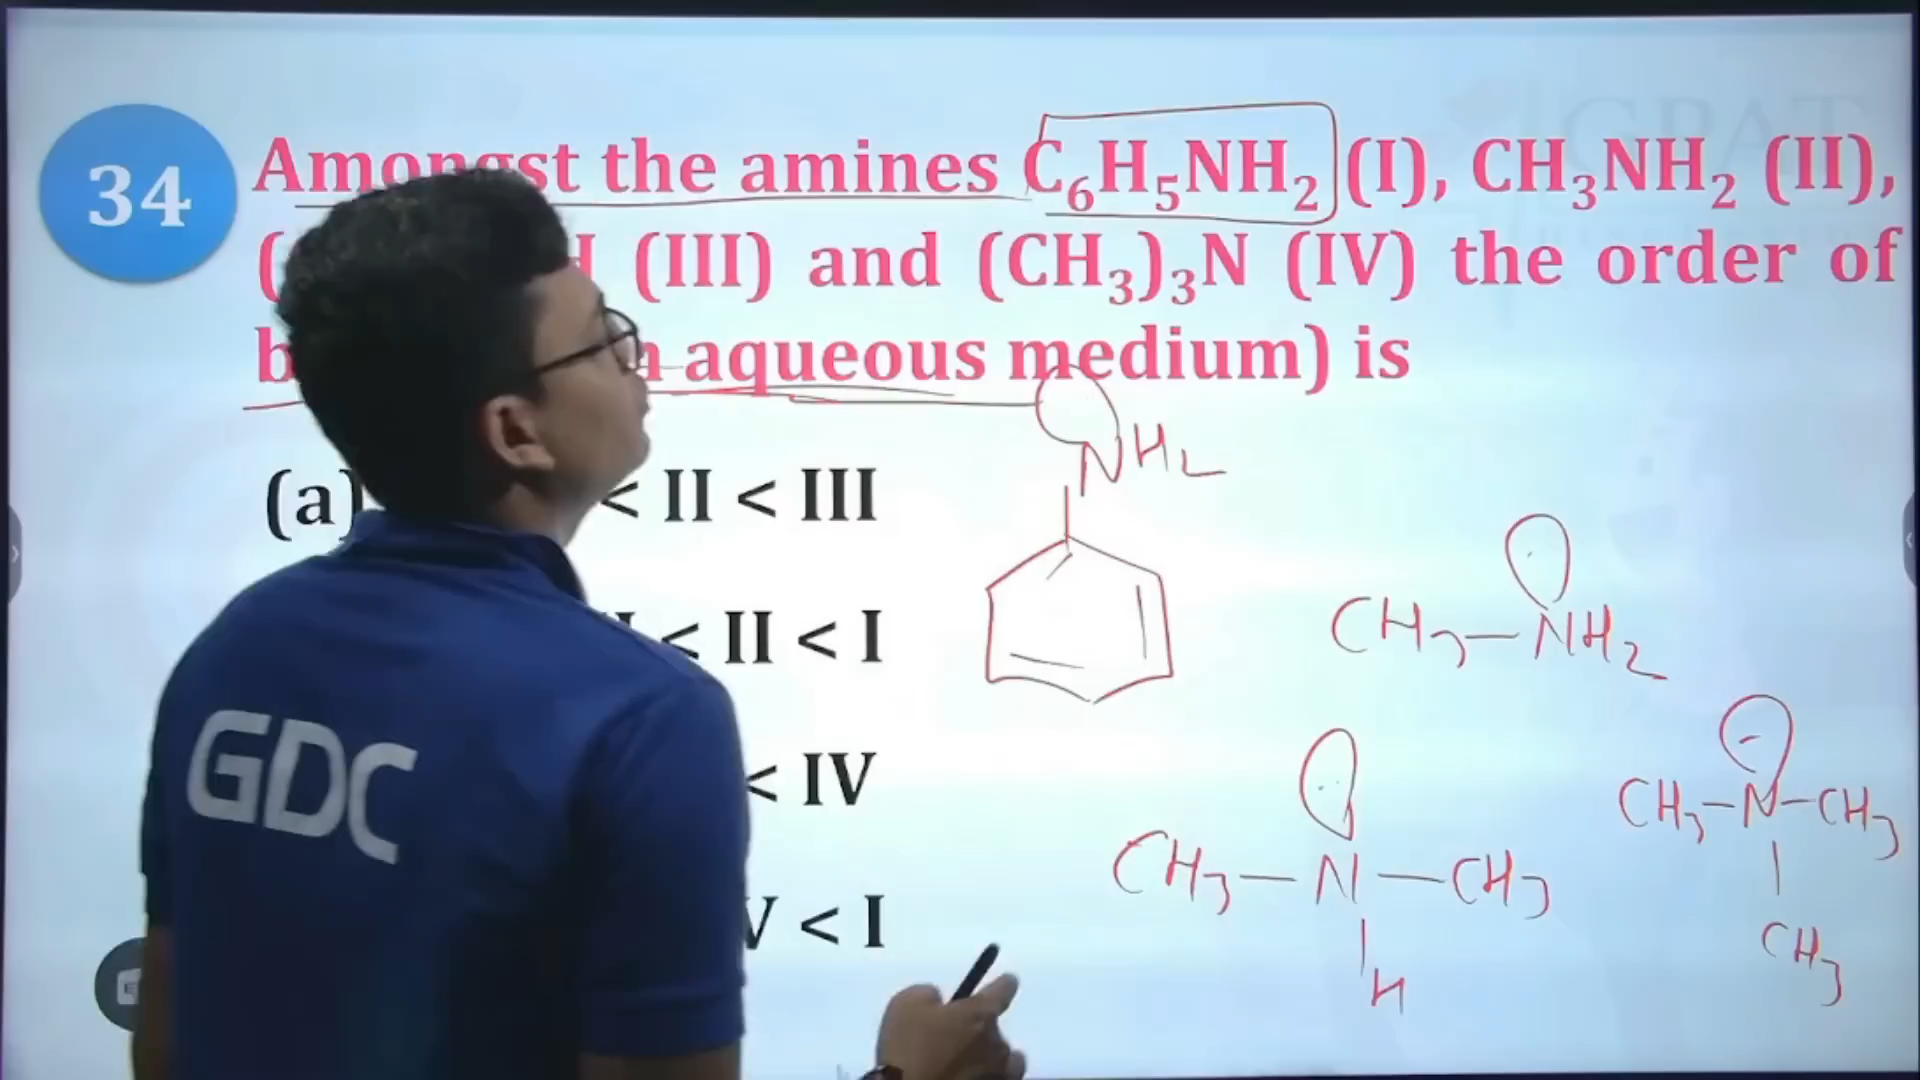 34
Amongst the amines C₆H₅NH₂ (I), CH₃NH₂ (II),
(III) and (CH₃)₃N (IV) the order of
aqueous medium) is
(a) < II < III
< II < I
< IV
< I
NH₂
CH₃—NH₂
CH₃—N—CH₃
H
CH₃—N—CH₃
CH₃
GDC
GPAT